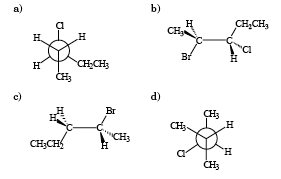 a)
Cl
H H
H CH₂CH₃
CH₃
b)
CH₂CH₃
H
CH₃
C C
Br H Cl
c)
H Br
H
C C
CH₃CH₂ H CH₃
d)
CH₃
CH₃ H
Cl H
CH₃